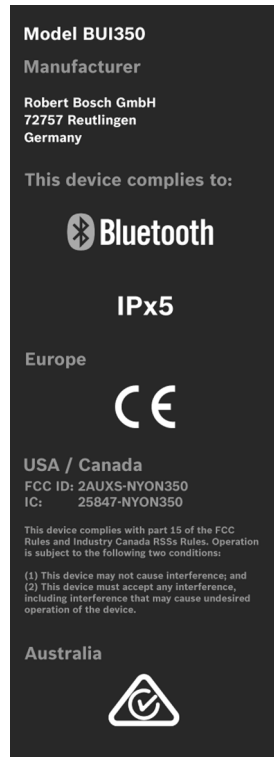 Model BUI350
Manufacturer
Robert Bosch GmbH
72757 Reutlingen
Germany
This device complies to:
Bluetooth
IPx5
Europe
CE
USA / Canada
FCC ID: 2AUXS-NYON350
IC: 25847-NYON350
This device complies with part 15 of the FCC
Rules and Industry Canada RSSs Rules. Operation
is subject to the following two conditions:
(1) This device may not cause interference; and
(2) This device must accept any interference,
including interference that may cause undesired
operation of the device.
Australia